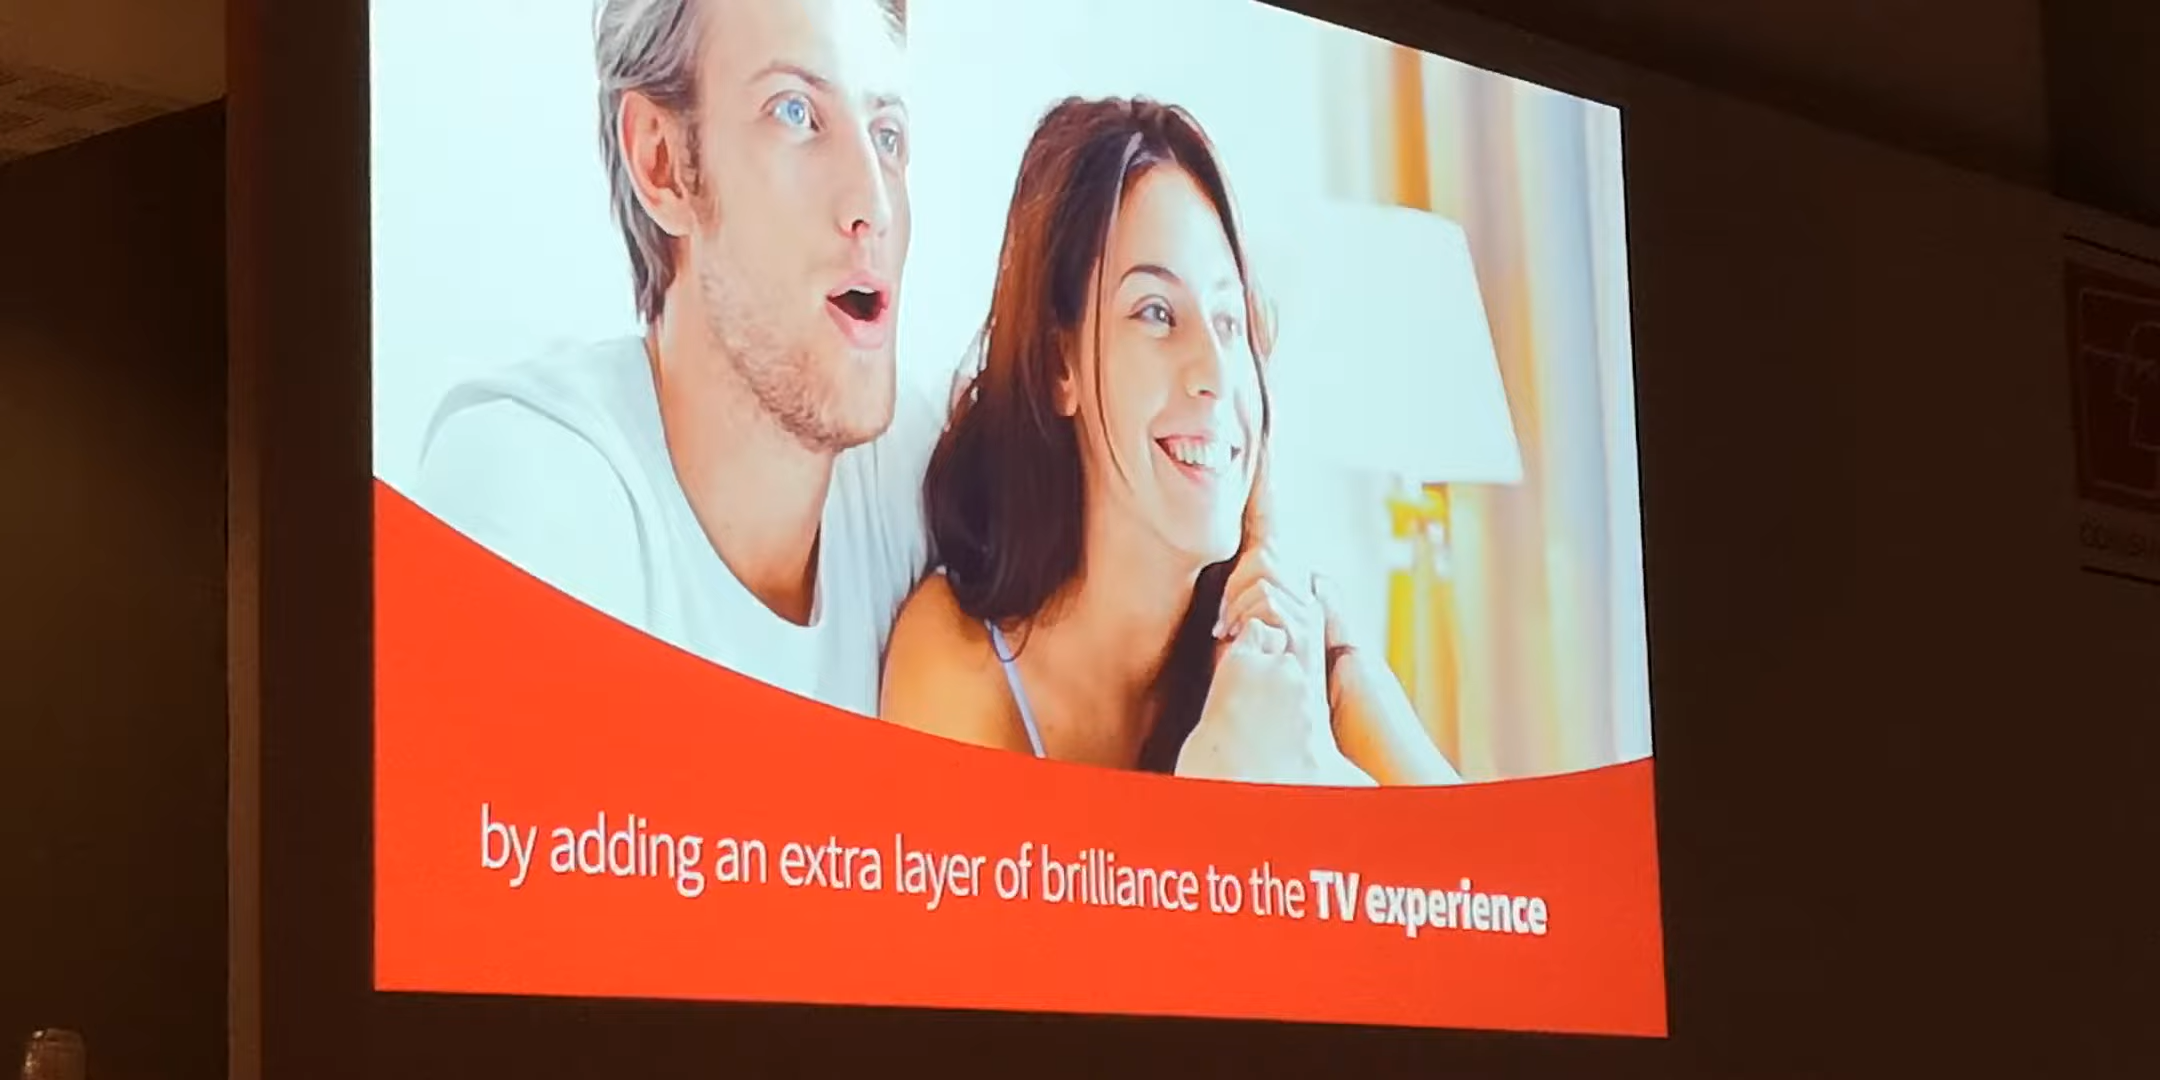 by adding an extra layer of brilliance to the TV experience